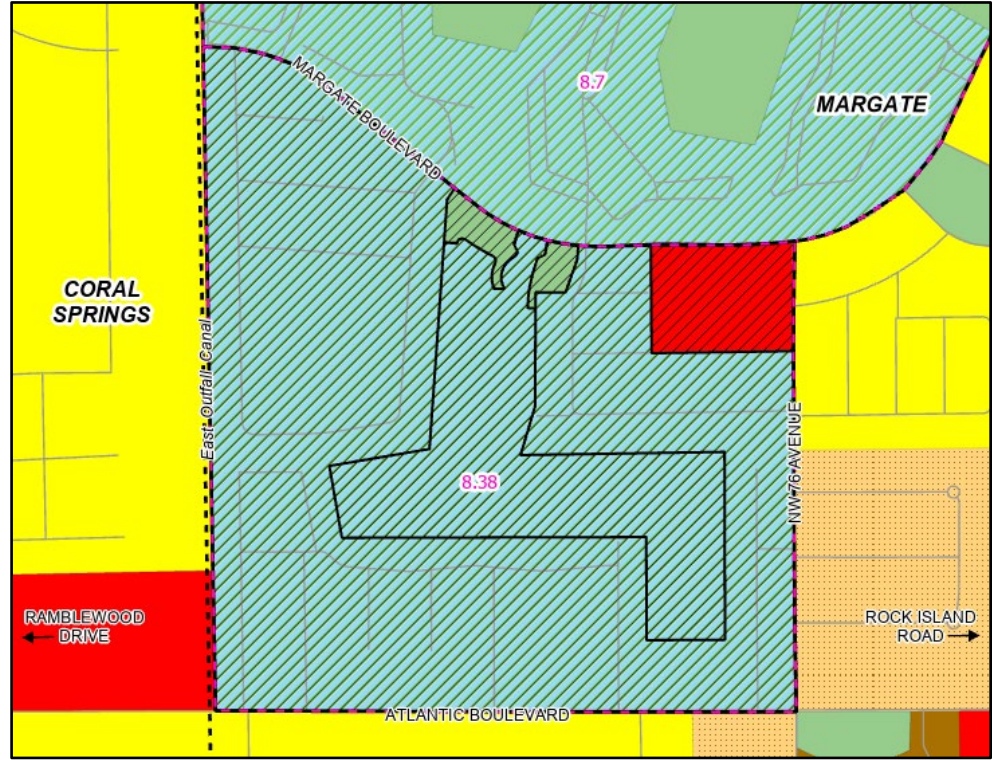 8.7
MARGATE
MARGATE BOULEVARD
CORAL
SPRINGS
East Outfall Canal
8.38
NW 76 AVENUE
RAMBLEWOOD
DRIVE
ROCK ISLAND
ROAD
ATLANTIC BOULEVARD